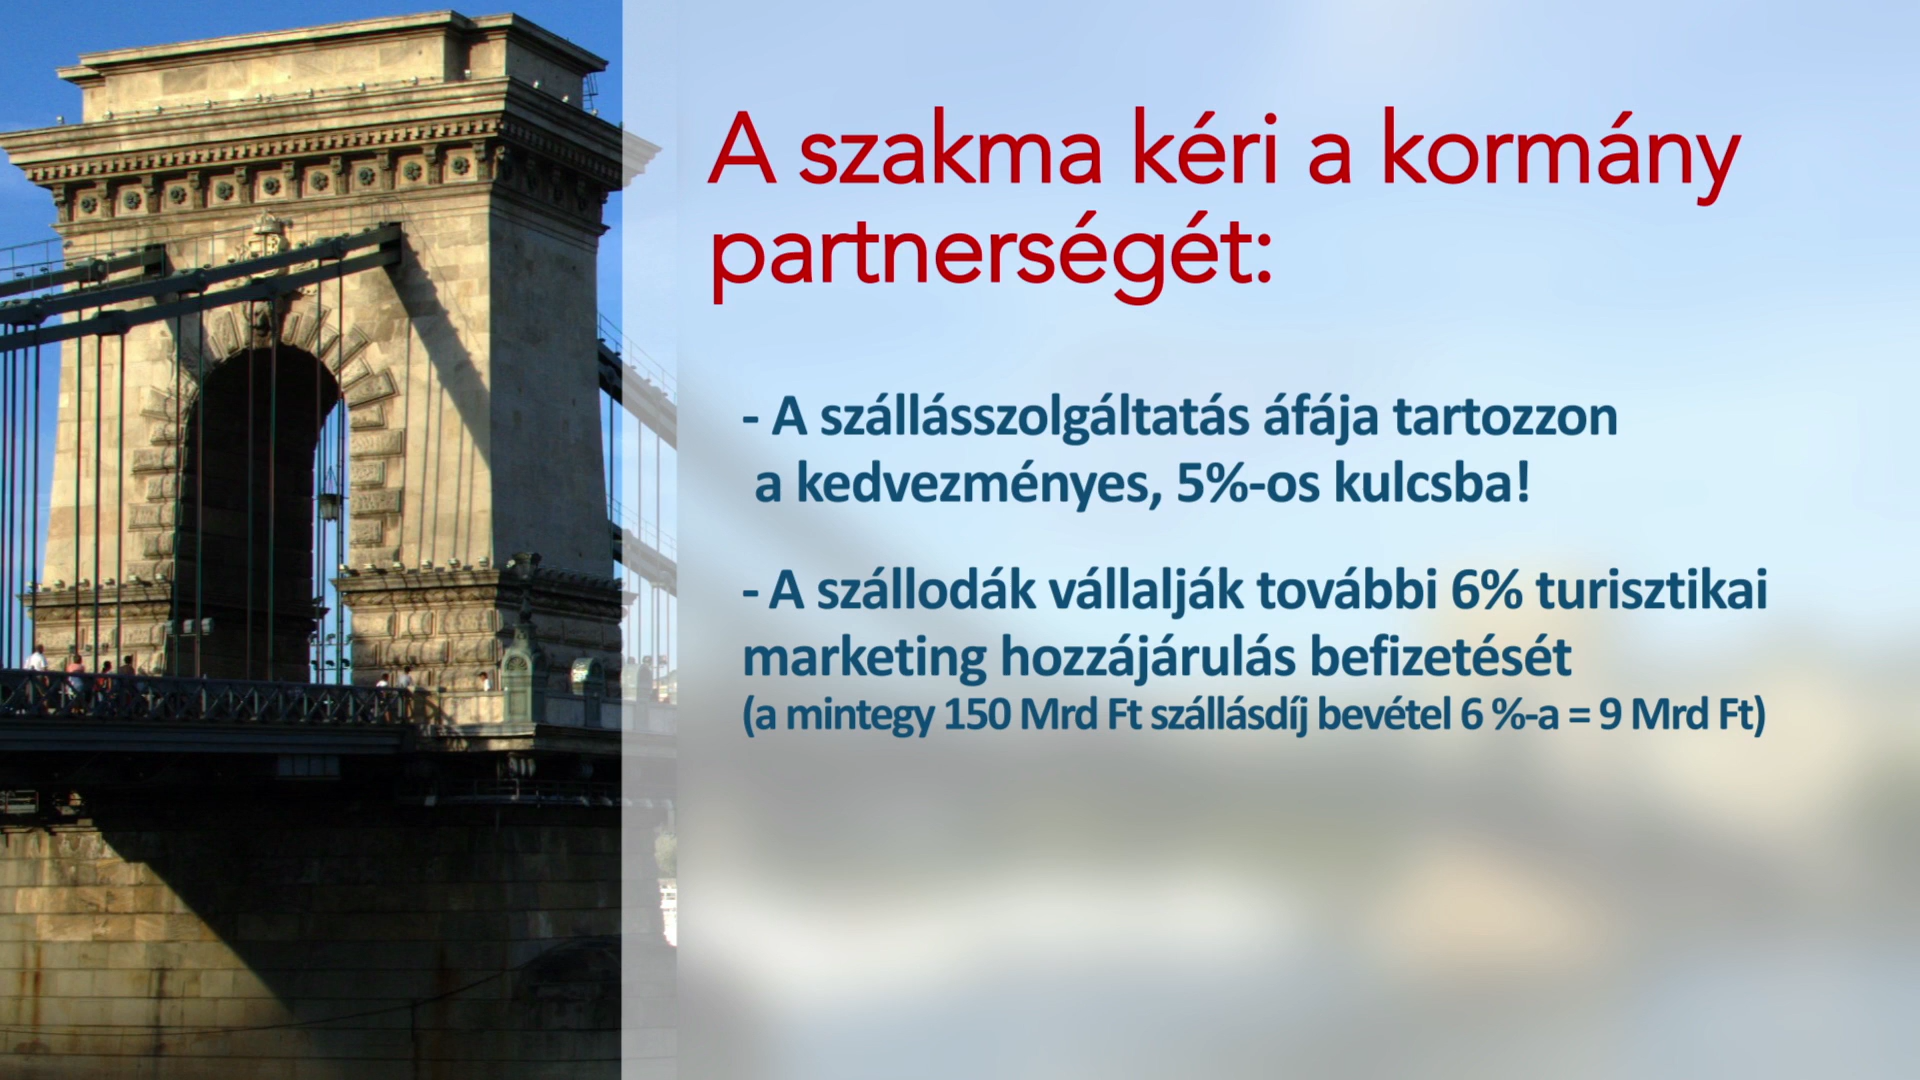 A szakma kéri a kormány
partnerségét:
- A szállásszolgáltatás áfája tartozzon
a kedvezményes, 5%-os kulcsba!
- A szállodák vállalják további 6% turisztikai
marketing hozzájárulás befizetését
(a mintegy 150 Mrd Ft szállásdíj bevétel 6 %-a = 9 Mrd Ft)